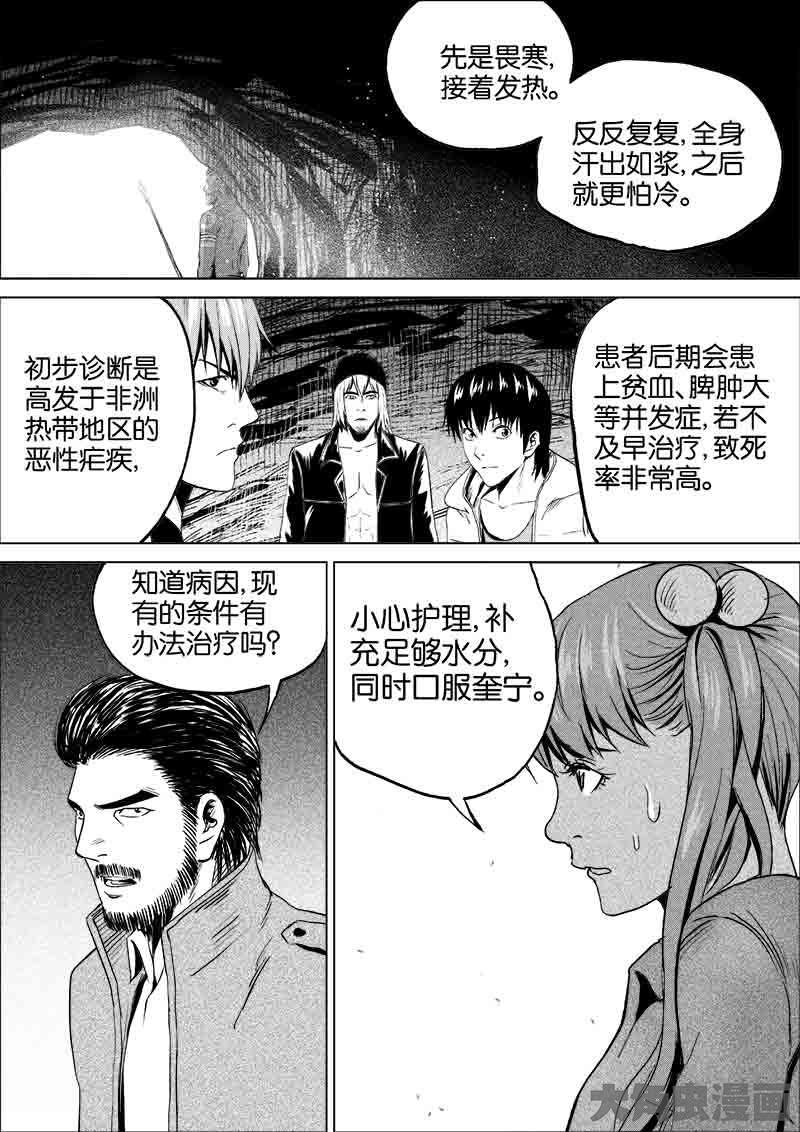 先是畏寒,
接着发热。
反反复复,全身
汗出如浆,之后
就更怕冷。
初步诊断是
高发于非洲
热带地区的
恶性疟疾,
患者后期会患
上贫血、脾肿大
等并发症,若不
及早治疗,致死
率非常高。
知道病因,现
有的条件有
办法治疗吗?
小心护理,补
充足够水分,
同时口服奎宁。